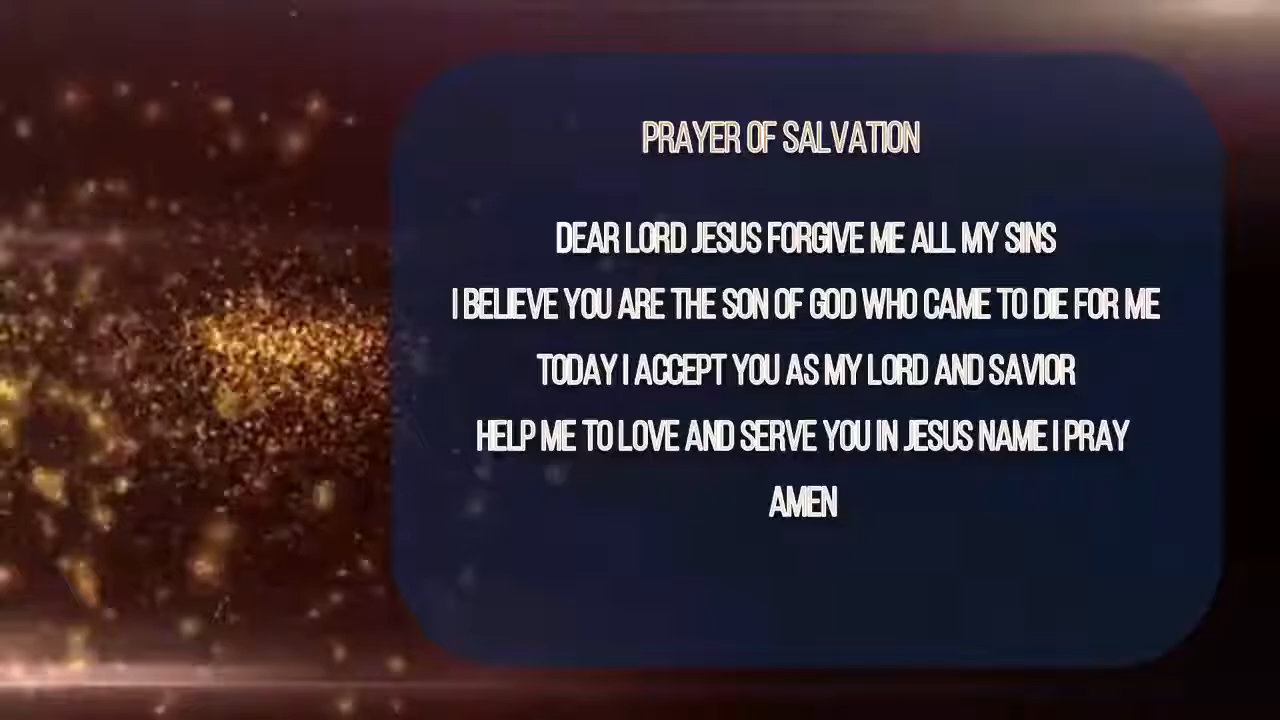 PRAYER OF SALVATION
DEAR LORD JESUS FORGIVE ME ALL MY SINS
I BELIEVE YOU ARE THE SON OF GOD WHO CAME TO DIE FOR ME
TODAY I ACCEPT YOU AS MY LORD AND SAVIOR
HELP ME TO LOVE AND SERVE YOU IN JESUS NAME I PRAY
AMEN